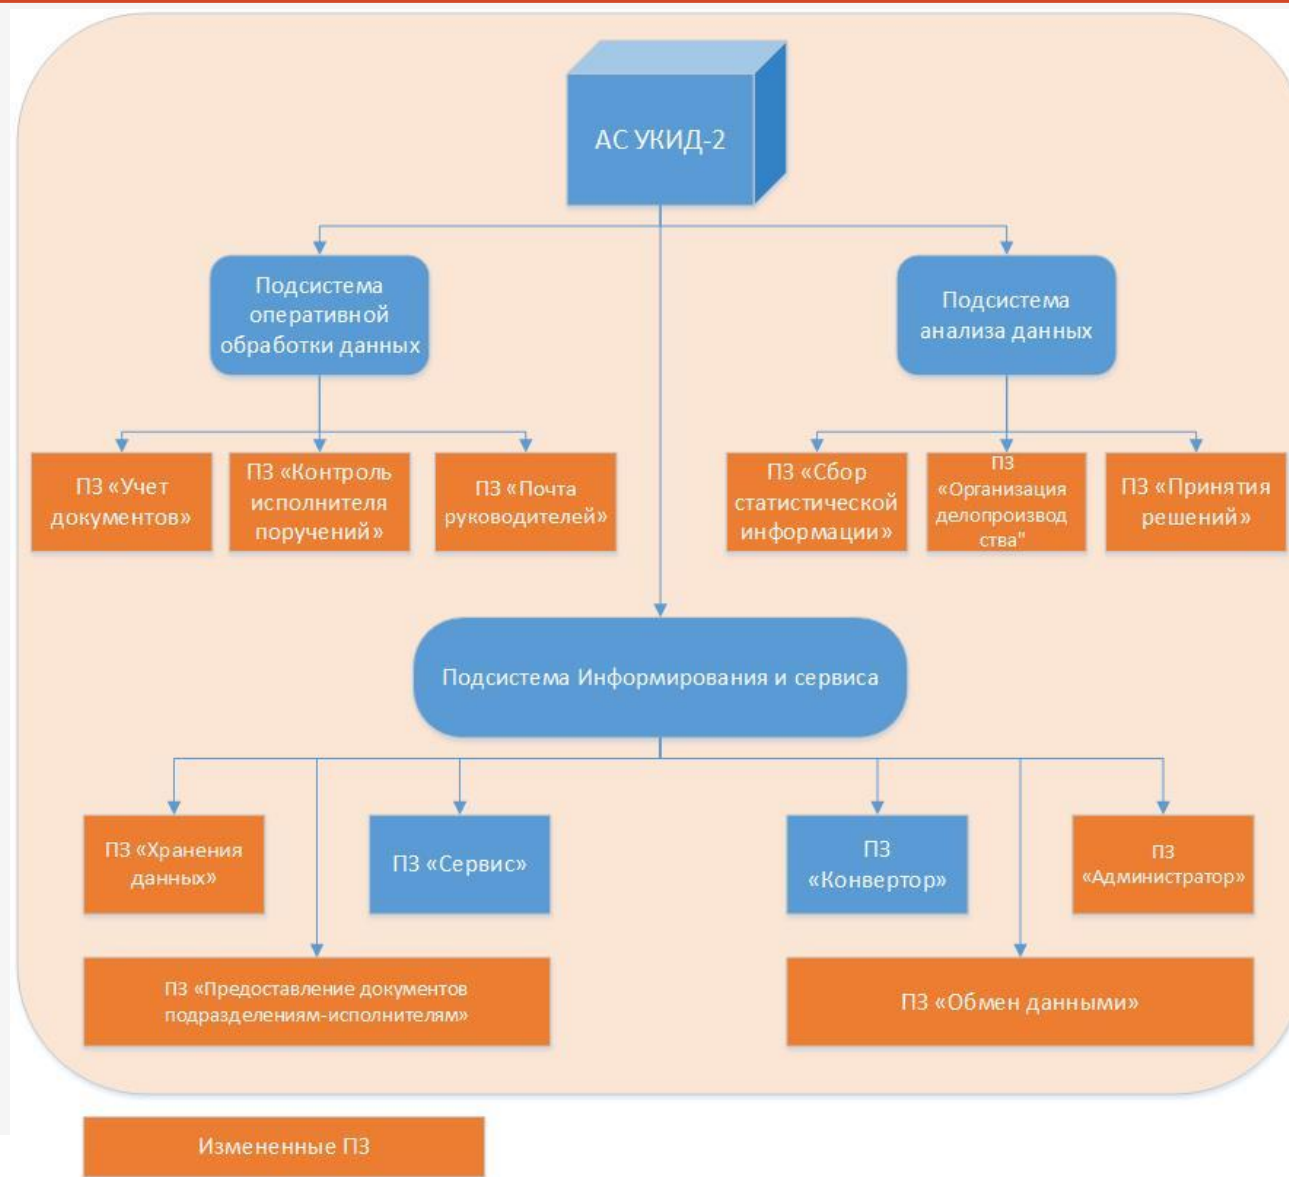 АС УКИД-2
Подсистема
оперативной
обработки данных
Подсистема
анализа данных
ПЗ «Учет
документов»
ПЗ «Контроль
исполнителя
поручений»
ПЗ «Почта
руководителей»
ПЗ «Сбор
статистической
информации»
ПЗ
«Организация
делопроизвод
ства"
ПЗ «Принятия
решений»
Подсистема Информирования и сервиса
ПЗ «Хранения
данных»
ПЗ «Сервис»
ПЗ
«Конвертор»
ПЗ
«Администратор»
ПЗ «Предоставление документов
подразделениям-исполнителям»
ПЗ «Обмен данными»
Измененные ПЗ